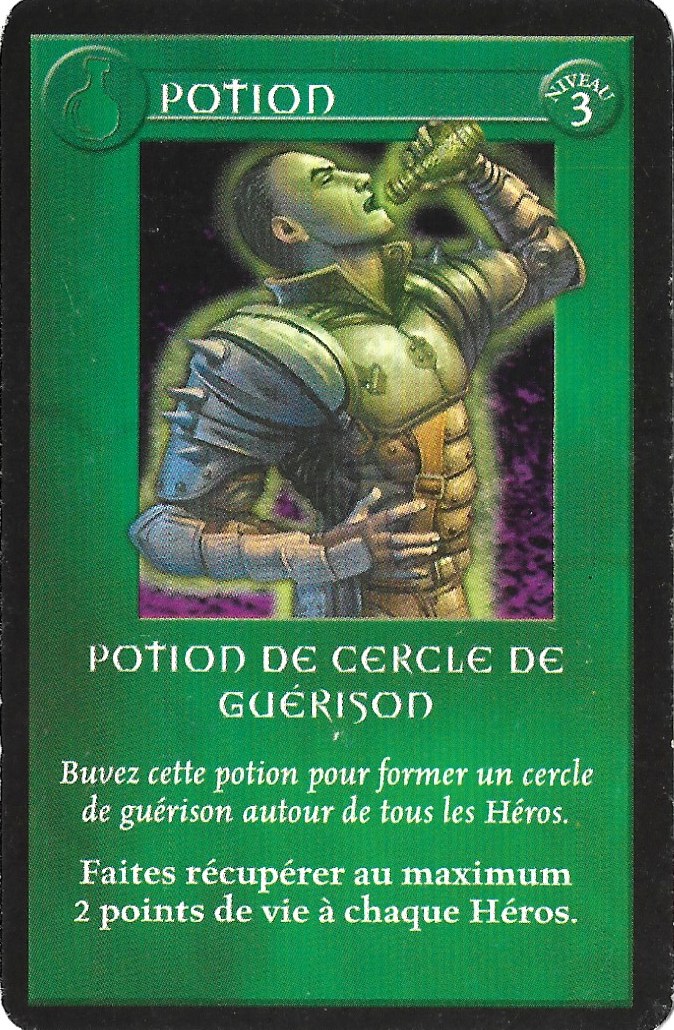 POTION
NIVEAU
3
POTION DE CERCLE DE
GUÉRISON
Buvez cette potion pour former un cercle
de guérison autour de tous les Héros.
Faites récupérer au maximum
2 points de vie à chaque Héros.